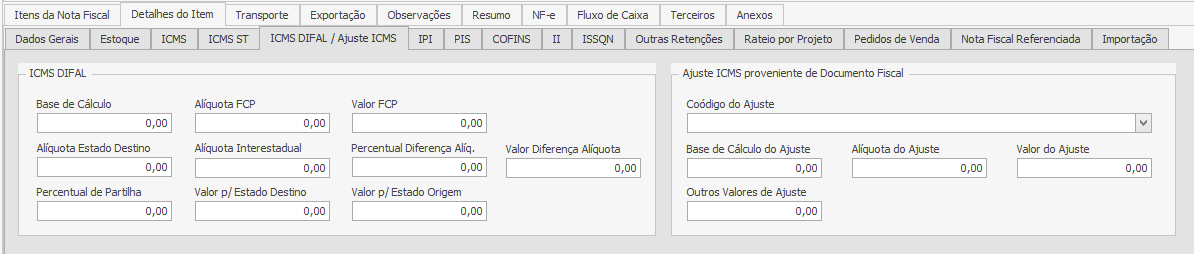 Itens da Nota Fiscal Detalhes do Item Transporte Exportação Observações Resumo NF-e Fluxo de Caixa Terceiros Anexos
Dados Gerais Estoque ICMS ICMS ST ICMS DIFAL / Ajuste ICMS IPI PIS COFINS II ISSQN Outras Retenções Rateio por Projeto Pedidos de Venda Nota Fiscal Referenciada Importação
ICMS DIFAL
Base de Cálculo Alíquota FCP Valor FCP
0,00 0,00 0,00
Alíquota Estado Destino Alíquota Interestadual Percentual Diferença Alíq. Valor Diferença Alíquota
0,00 0,00 0,00 0,00
Percentual de Partilha Valor p/ Estado Destino Valor p/ Estado Origem
0,00 0,00 0,00
Ajuste ICMS proveniente de Documento Fiscal
Coódigo do Ajuste
Base de Cálculo do Ajuste Alíquota do Ajuste Valor do Ajuste
0,00 0,00 0,00
Outros Valores de Ajuste
0,00